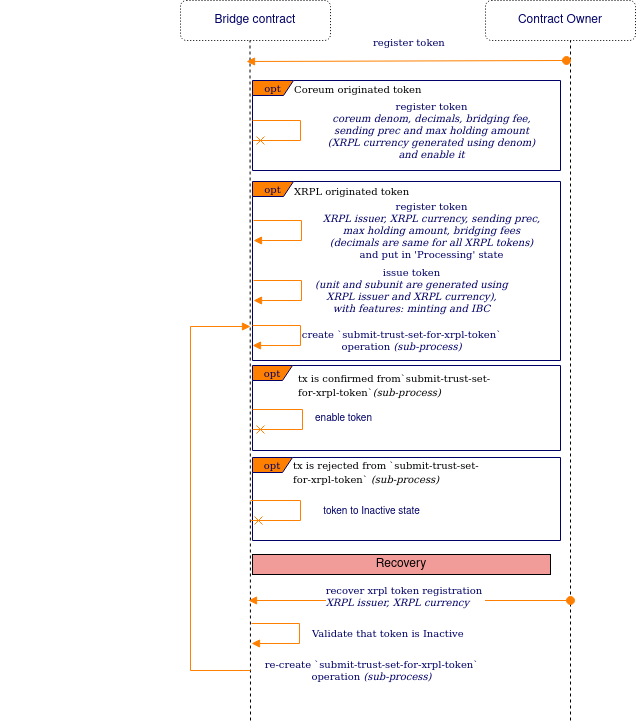 Bridge contract
Contract Owner
register token
opt
Coreum originated token
register token
coreum denom, decimals, bridging fee,
sending prec and max holding amount
(XRPL currency generated using denom)
and enable it
opt
XRPL originated token
register token
XRPL issuer, XRPL currency, sending prec,
max holding amount, bridging fees
(decimals are same for all XRPL tokens)
and put in 'Processing' state
issue token
(unit and subunit are generated using
XRPL issuer and XRPL currency),
with features: minting and IBC
create `submit-trust-set-for-xrpl-token`
operation (sub-process)
opt
tx is confirmed from`submit-trust-set-
for-xrpl-token`(sub-process)
enable token
opt
tx is rejected from `submit-trust-set-
for-xrpl-token` (sub-process)
token to Inactive state
Recovery
recover xrpl token registration
XRPL issuer, XRPL currency
Validate that token is Inactive
re-create `submit-trust-set-for-xrpl-token`
operation (sub-process)